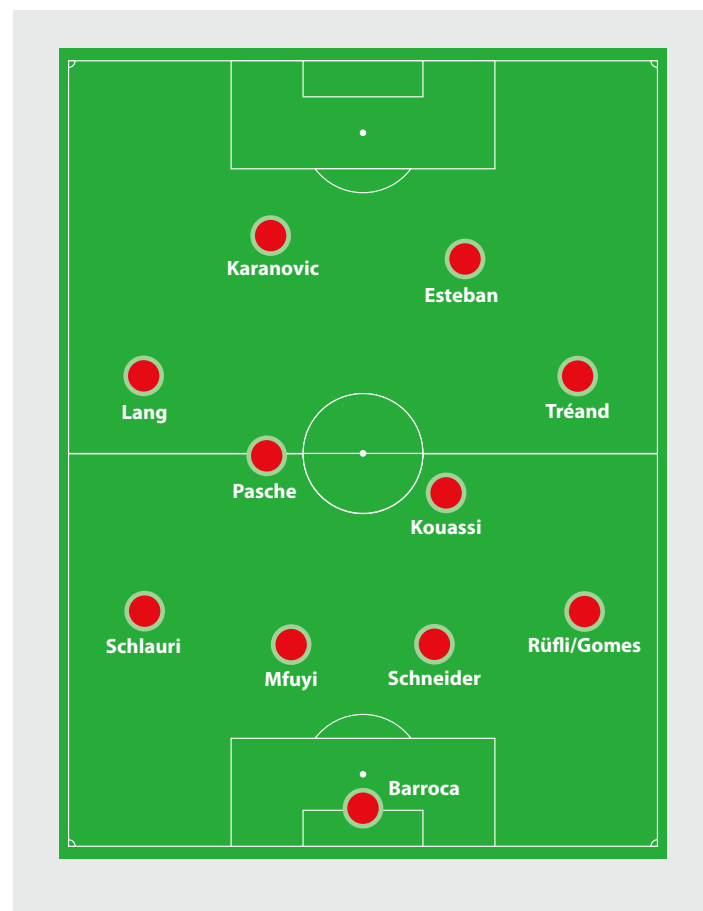 Karanovic
Esteban
Lang
Tréand
Pasche
Kouassi
Schlauri
Rüfli/Gomes
Mfuyi
Schneider
Barroca